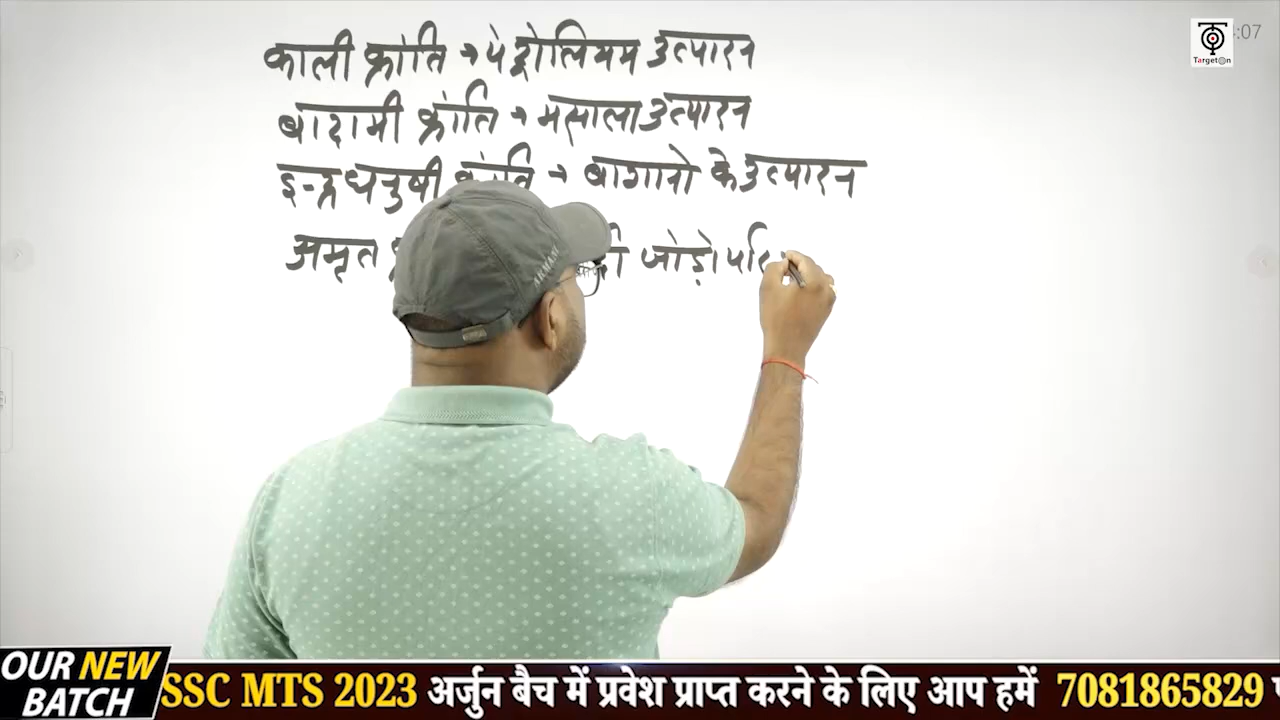 काली क्रांति → पेट्रोलियम उत्पादन
बादामी क्रांति → मसाला उत्पादन
इन्द्रधनुषी क्रांति → बागानो के उत्पादन
अमृत जोड़ो परि
:07
TargetOn
OUR NEW BATCH
SSC MTS 2023 अर्जुन बैच में प्रवेश प्राप्त करने के लिए आप हमें 7081865829